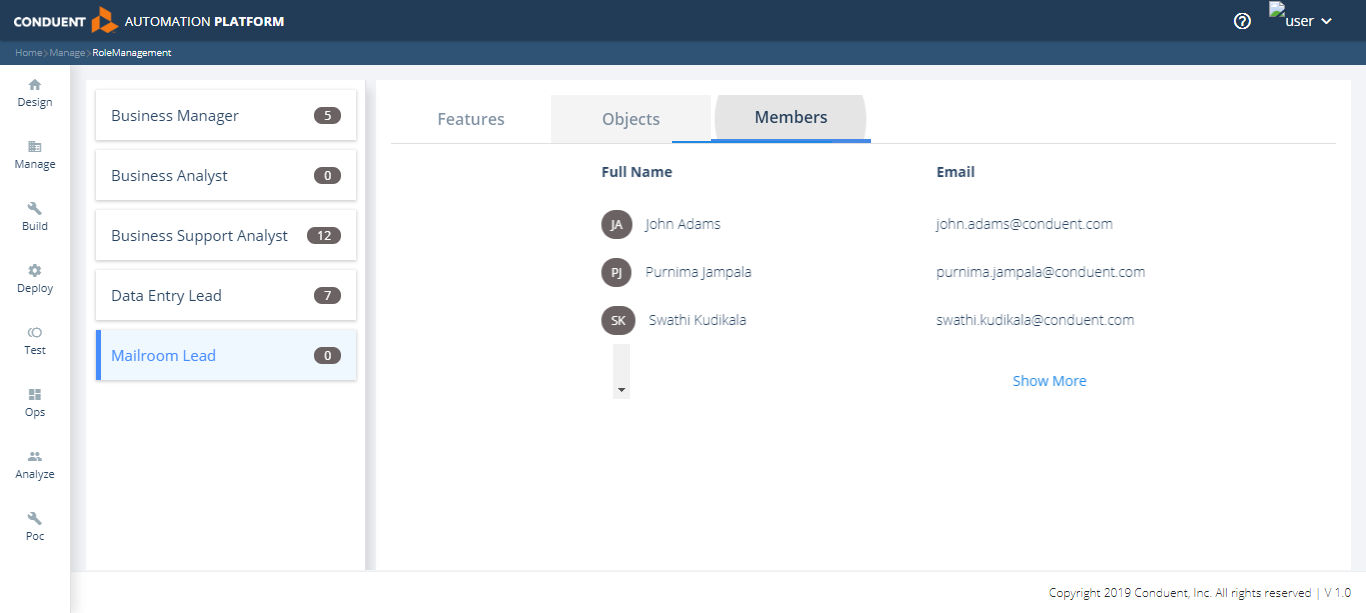 CONDUENT AUTOMATION PLATFORM
user
Home>Manage>RoleManagement
Design
Manage
Build
Deploy
Test
Ops
Analyze
Poc
Business Manager 5
Business Analyst 0
Business Support Analyst 12
Data Entry Lead 7
Mailroom Lead 0
Features Objects Members
Full Name Email
JA John Adams john.adams@conduent.com
PJ Purnima Jampala purnima.jampala@conduent.com
SK Swathi Kudikala swathi.kudikala@conduent.com
Show More
Copyright 2019 Conduent, Inc. All rights reserved | V 1.0